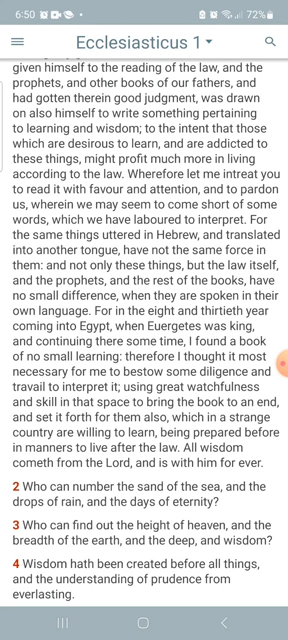 6:50
72%
Ecclesiasticus 1
given himself to the reading of the law, and the
prophets, and other books of our fathers, and
had gotten therein good judgment, was drawn
on also himself to write something pertaining
to learning and wisdom; to the intent that those
which are desirous to learn, and are addicted to
these things, might profit much more in living
according to the law. Wherefore let me intreat you
to read it with favour and attention, and to pardon
us, wherein we may seem to come short of some
words, which we have laboured to interpret. For
the same things uttered in Hebrew, and translated
into another tongue, have not the same force in
them: and not only these things, but the law itself,
and the prophets, and the rest of the books, have
no small difference, when they are spoken in their
own language. For in the eight and thirtieth year
coming into Egypt, when Euergetes was king,
and continuing there some time, I found a book
of no small learning: therefore I thought it most
necessary for me to bestow some diligence and
travail to interpret it; using great watchfulness
and skill in that space to bring the book to an end,
and set it forth for them also, which in a strange
country are willing to learn, being prepared before
in manners to live after the law. All wisdom
cometh from the Lord, and is with him for ever.
2 Who can number the sand of the sea, and the
drops of rain, and the days of eternity?
3 Who can find out the height of heaven, and the
breadth of the earth, and the deep, and wisdom?
4 Wisdom hath been created before all things,
and the understanding of prudence from
everlasting.